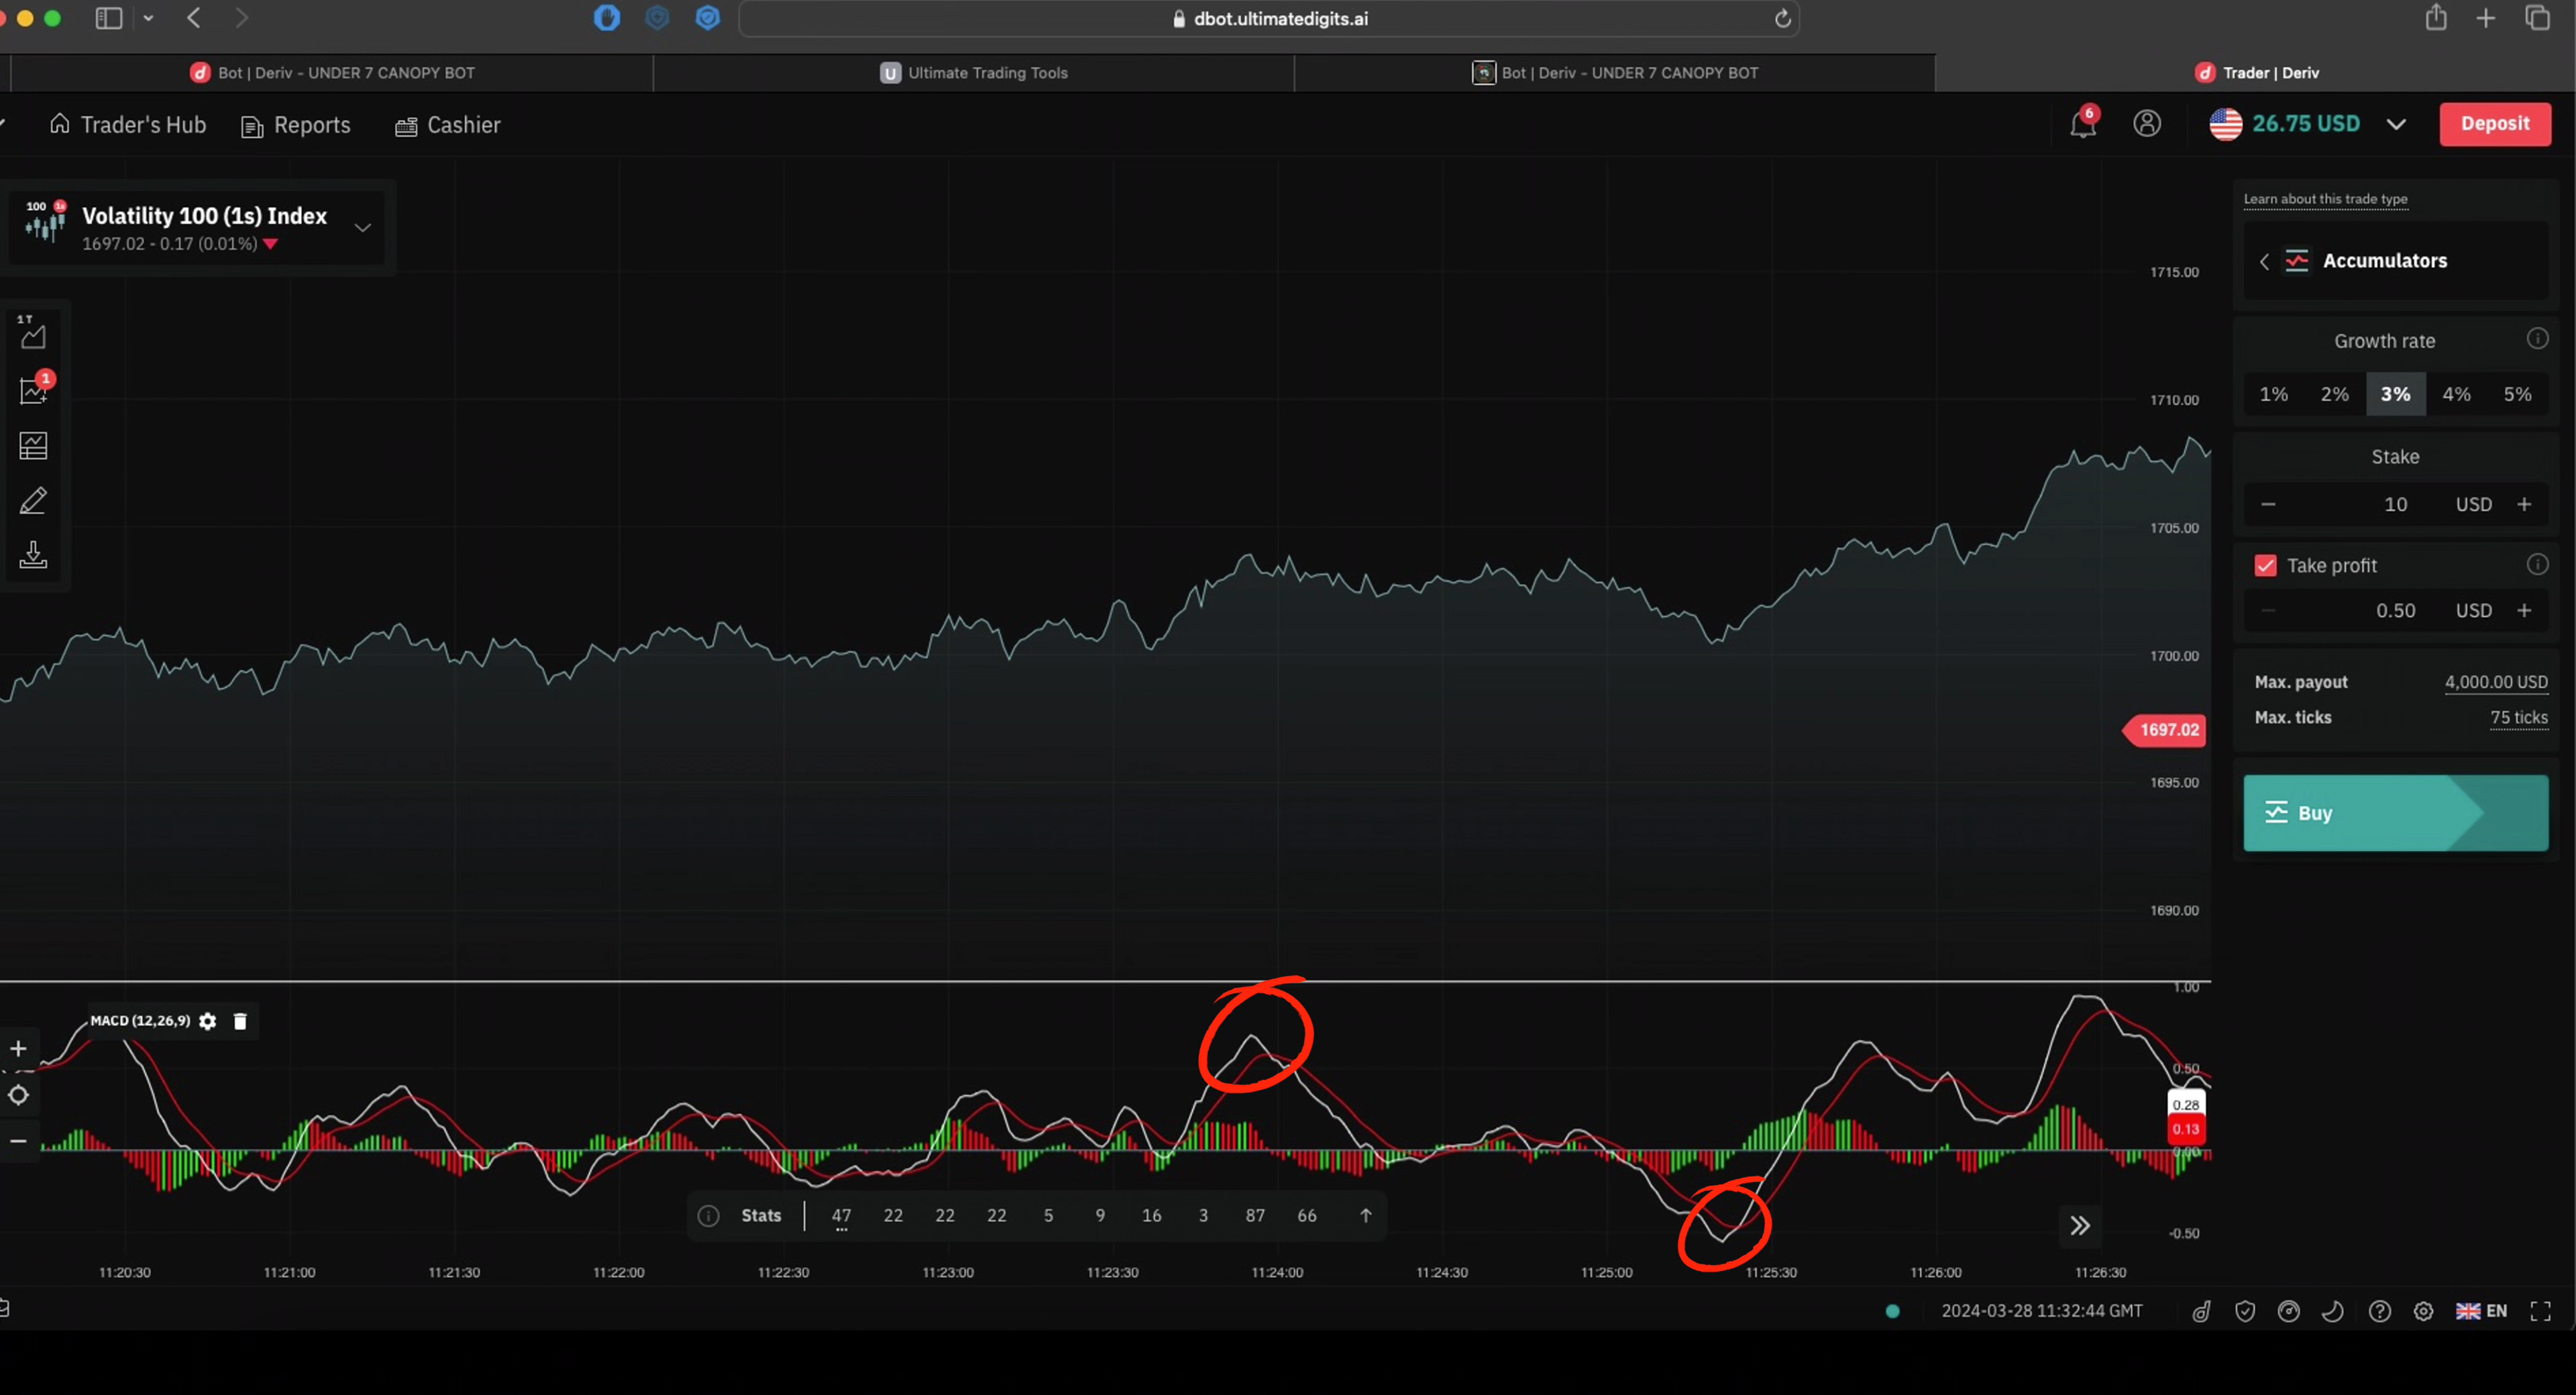 dbot.ultimatedigits.ai
Bot | Deriv - UNDER 7 CANOPY BOT
U Ultimate Trading Tools
Bot | Deriv - UNDER 7 CANOPY BOT
Trader | Deriv
Trader's Hub Reports Cashier
6
26.75 USD
Deposit
100 1s
Volatility 100 (1s) Index
1697.02 - 0.17 (0.01%)
1T
1
1715.00
1710.00
1705.00
1700.00
1697.02
1695.00
1690.00
Learn about this trade type
Accumulators
Growth rate
1% 2% 3% 4% 5%
Stake
− 10 USD +
Take profit
− 0.50 USD +
Max. payout 4,000.00 USD
Max. ticks 75 ticks
Buy
MACD (12,26,9)
1.00
0.50
0.28
0.13
0.00
-0.50
Stats 47 22 22 22 5 9 16 3 87 66
...
11:20:30 11:21:00 11:21:30 11:22:00 11:22:30 11:23:00 11:23:30 11:24:00 11:24:30 11:25:00 11:25:30 11:26:00 11:26:30
2024-03-28 11:32:44 GMT
EN